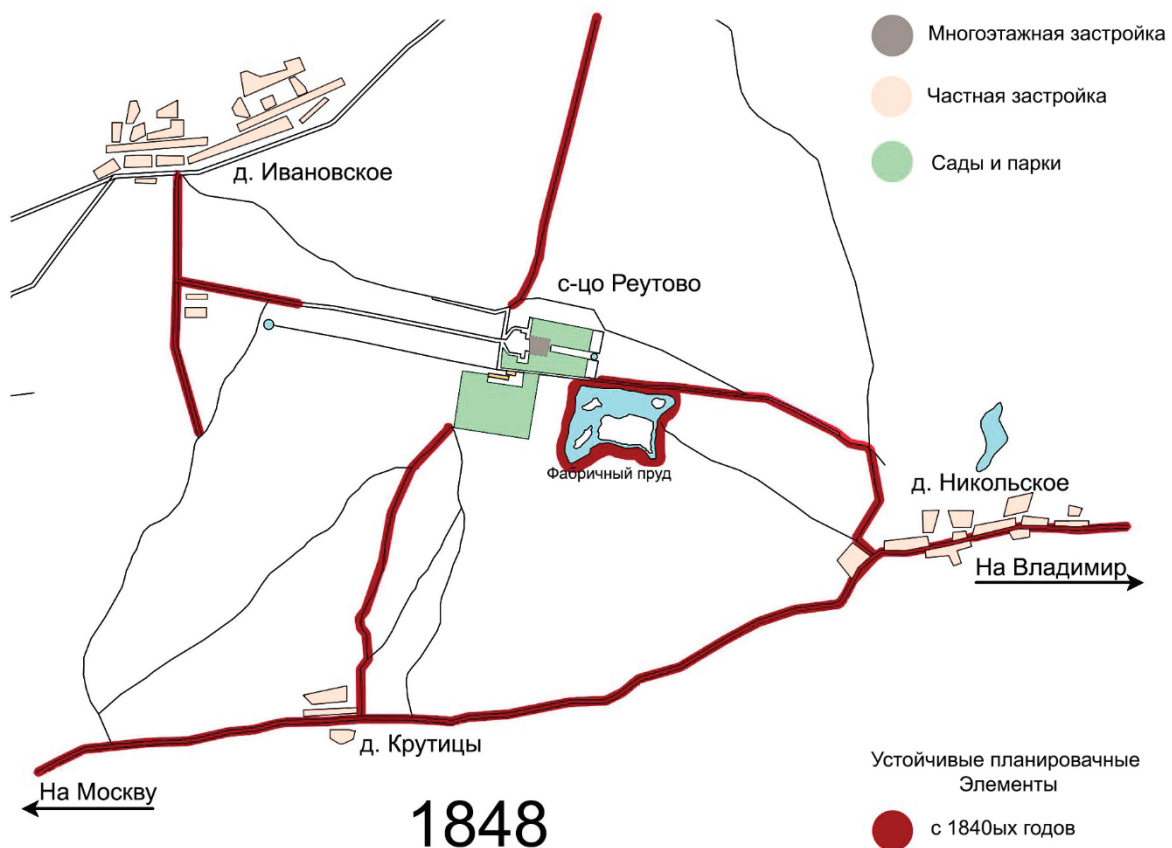 Многоэтажная застройка
Частная застройка
Сады и парки
д. Ивановское
с-цо Реутово
Фабричный пруд
д. Никольское
На Владимир
д. Крутицы
На Москву
1848
Устойчивые планировачные
Элементы
с 1840ых годов